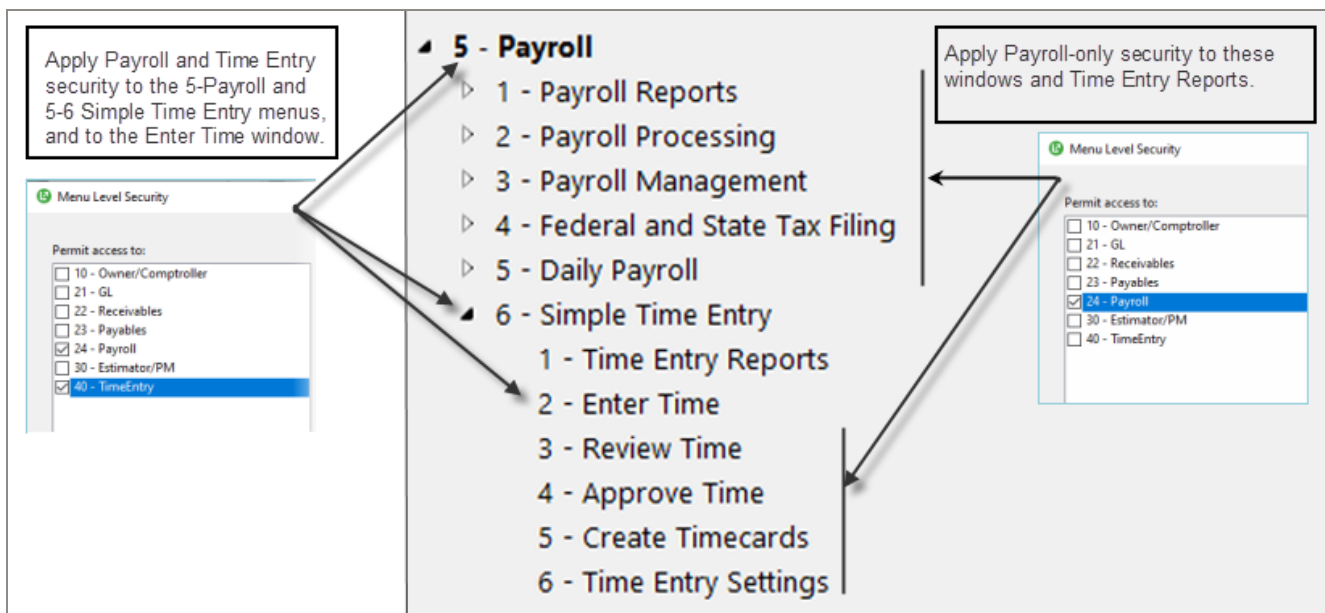 Apply Payroll and Time Entry
security to the 5-Payroll and
5-6 Simple Time Entry menus,
and to the Enter Time window.
Menu Level Security
Permit access to:
10 - Owner/Comptroller
21 - GL
22 - Receivables
23 - Payables
24 - Payroll
30 - Estimator/PM
40 - TimeEntry
5 - Payroll
1 - Payroll Reports
2 - Payroll Processing
3 - Payroll Management
4 - Federal and State Tax Filing
5 - Daily Payroll
6 - Simple Time Entry
1 - Time Entry Reports
2 - Enter Time
3 - Review Time
4 - Approve Time
5 - Create Timecards
6 - Time Entry Settings
Apply Payroll-only security to these
windows and Time Entry Reports.
Menu Level Security
Permit access to:
10 - Owner/Comptroller
21 - GL
22 - Receivables
23 - Payables
24 - Payroll
30 - Estimator/PM
40 - TimeEntry